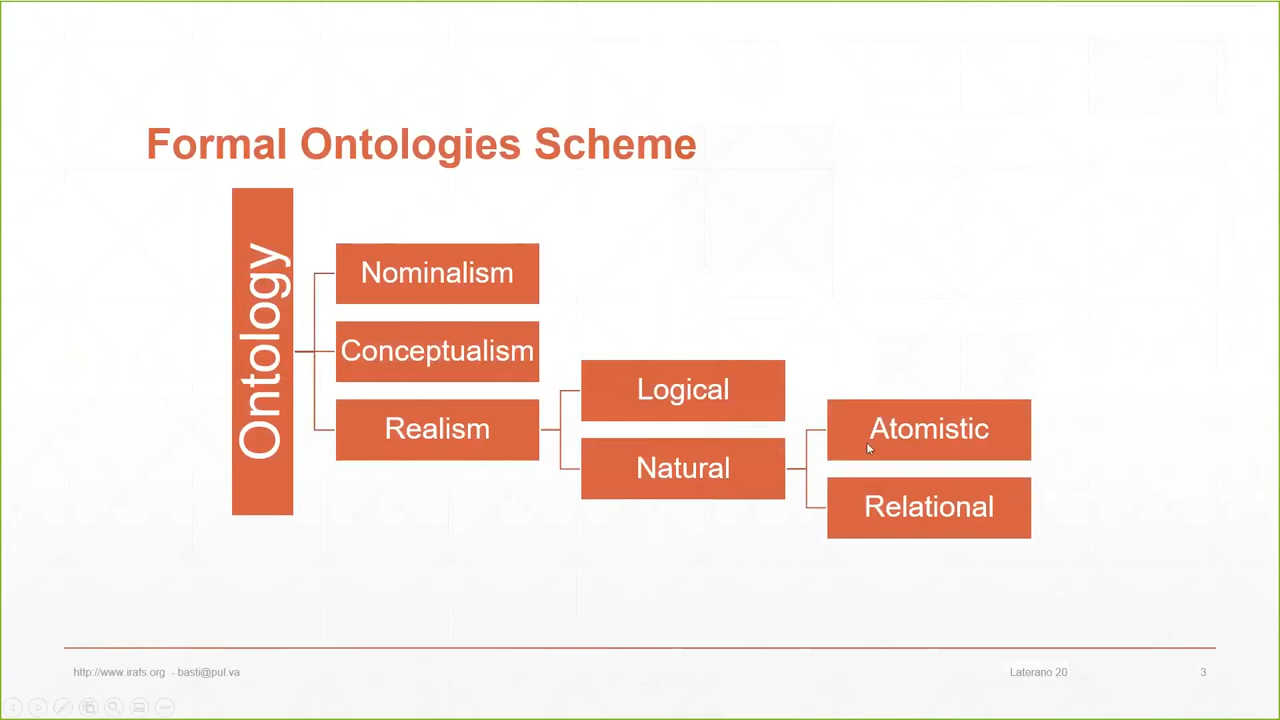 Formal Ontologies Scheme
Ontology
Nominalism
Conceptualism
Realism
Logical
Natural
Atomistic
Relational
http://www.irafs.org - basti@pul.va
Laterano 20
3